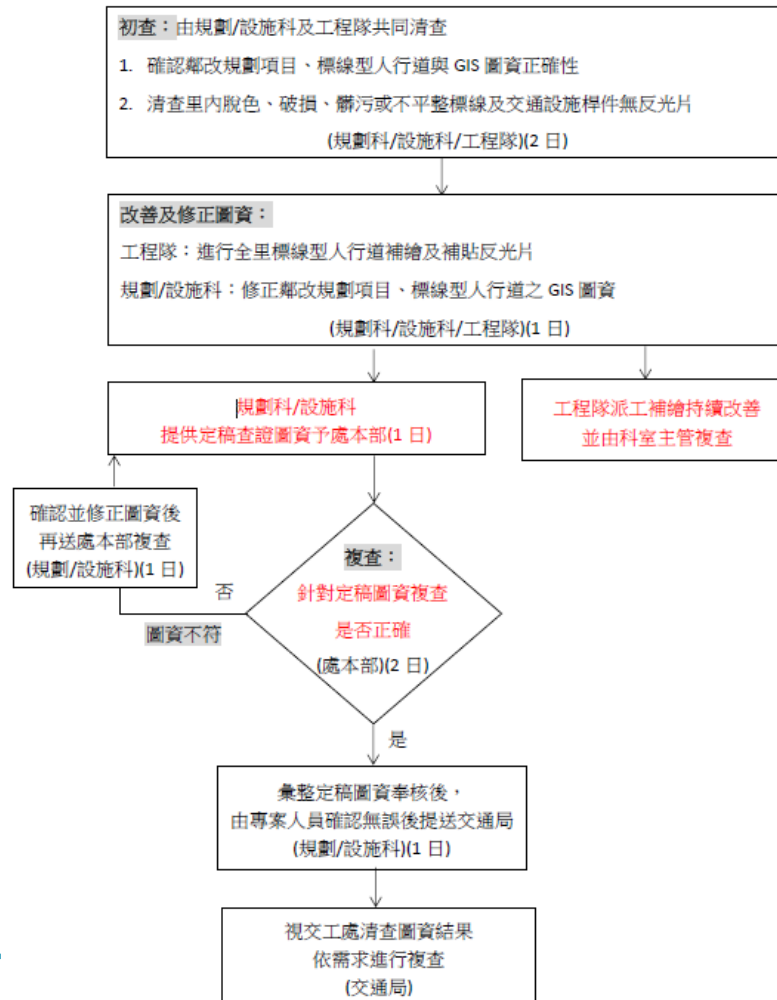 初查：由規劃/設施科及工程隊共同清查
1. 確認鄰改規劃項目、標線型人行道與 GIS 圖資正確性
2. 清查里內脫色、破損、髒污或不平整標線及交通設施桿件無反光片
(規劃科/設施科/工程隊)(2 日)
改善及修正圖資：
工程隊：進行全里標線型人行道補繪及補貼反光片
規劃/設施科：修正鄰改規劃項目、標線型人行道之 GIS 圖資
(規劃科/設施科/工程隊)(1 日)
規劃科/設施科
提供定稿查證圖資予處本部(1 日)
工程隊派工補繪持續改善
並由科室主管複查
確認並修正圖資後
再送處本部複查
(規劃/設施科)(1 日)
否
圖資不符
複查：
針對定稿圖資複查
是否正確
(處本部)(2 日)
是
彙整定稿圖資奉核後，
由專案人員確認無誤後提送交通局
(規劃/設施科)(1 日)
視交工處清查圖資結果
依需求進行複查
(交通局)